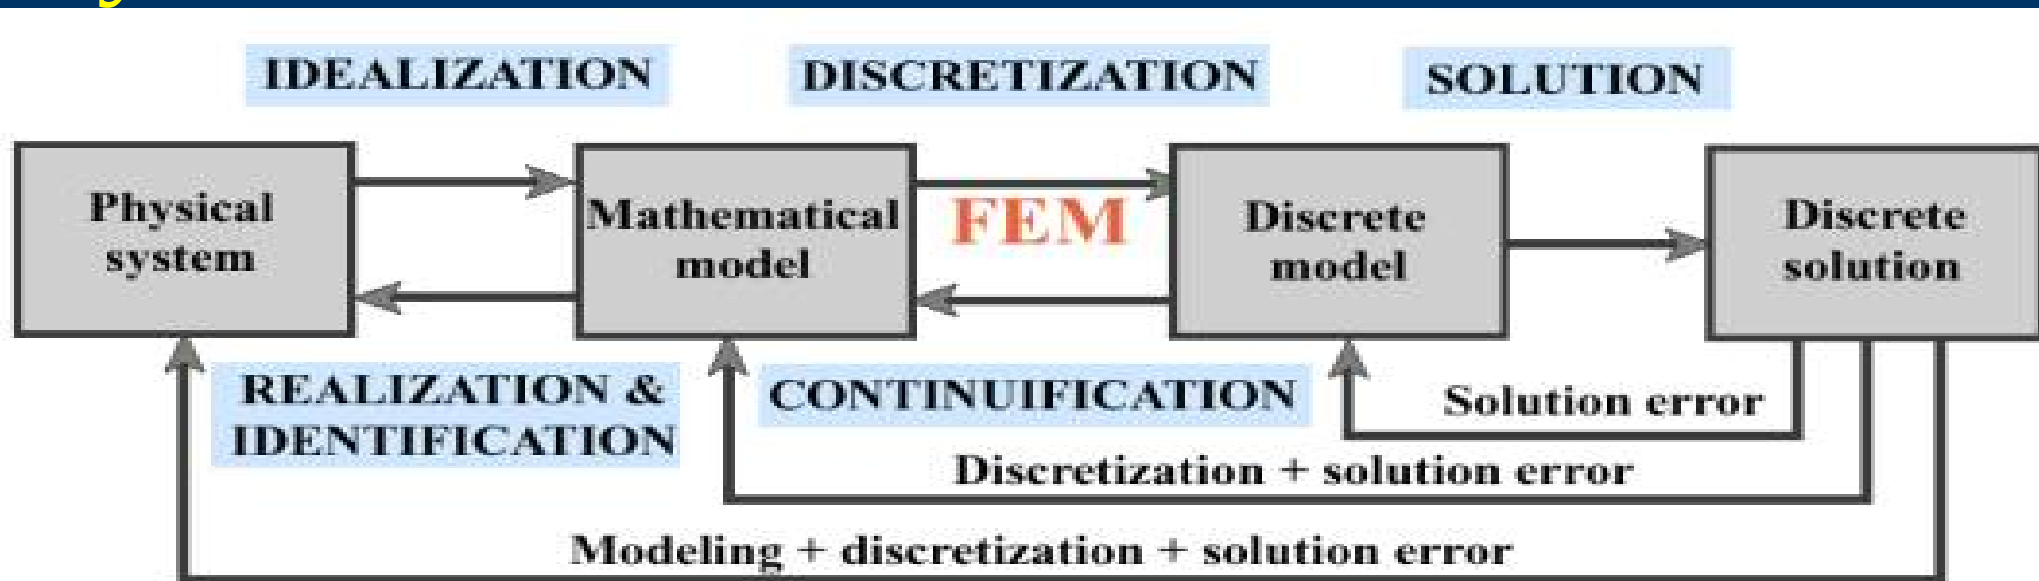 IDEALIZATION
DISCRETIZATION
SOLUTION
Physical
system
Mathematical
model
FEM
Discrete
model
Discrete
solution
REALIZATION &
IDENTIFICATION
CONTINUIFICATION
Solution error
Discretization + solution error
Modeling + discretization + solution error